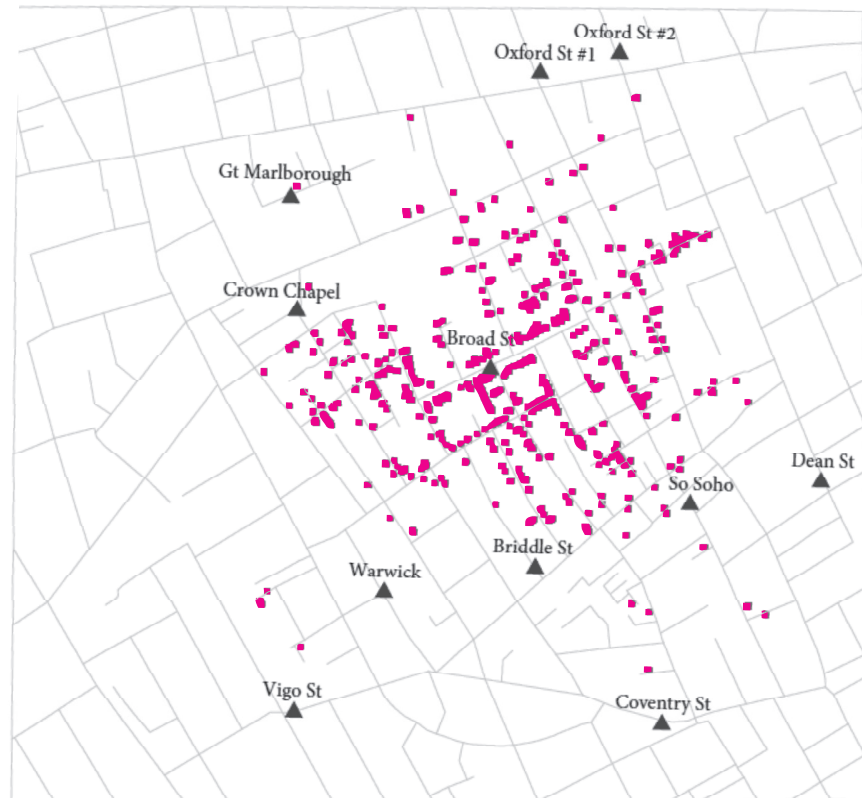 Oxford St #2
Oxford St #1
Gt Marlborough
Crown Chapel
Broad St
Dean St
So Soho
Briddle St
Warwick
Vigo St
Coventry St